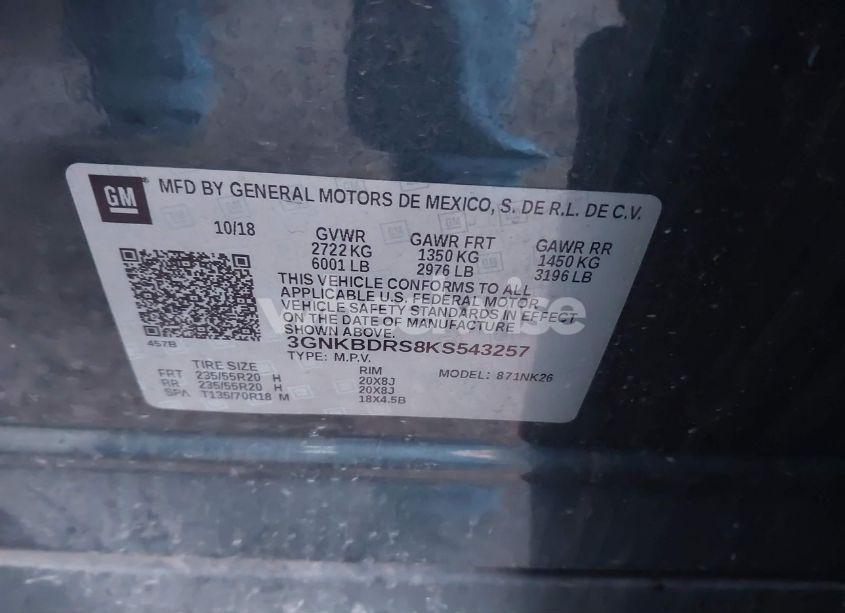 GM
MFD BY GENERAL MOTORS DE MEXICO, S. DE R.L. DE C.V.
10/18 GVWR GAWR FRT GAWR RR
2722 KG 1350 KG 1450 KG
6001 LB 2976 LB 3196 LB
THIS VEHICLE CONFORMS TO ALL
APPLICABLE U.S. FEDERAL MOTOR
VEHICLE SAFETY STANDARDS IN EFFECT
ON THE DATE OF MANUFACTURE
SHOWN ABOVE.
457B
3GNKBDRS8KS543257
TYPE: M.P.V. MODEL: 871NK26
TIRE SIZE RIM
FRT 235/55R20 H 20X8J
RR 235/55R20 H 20X8J
SPA T135/70R18 M 18X4.5B